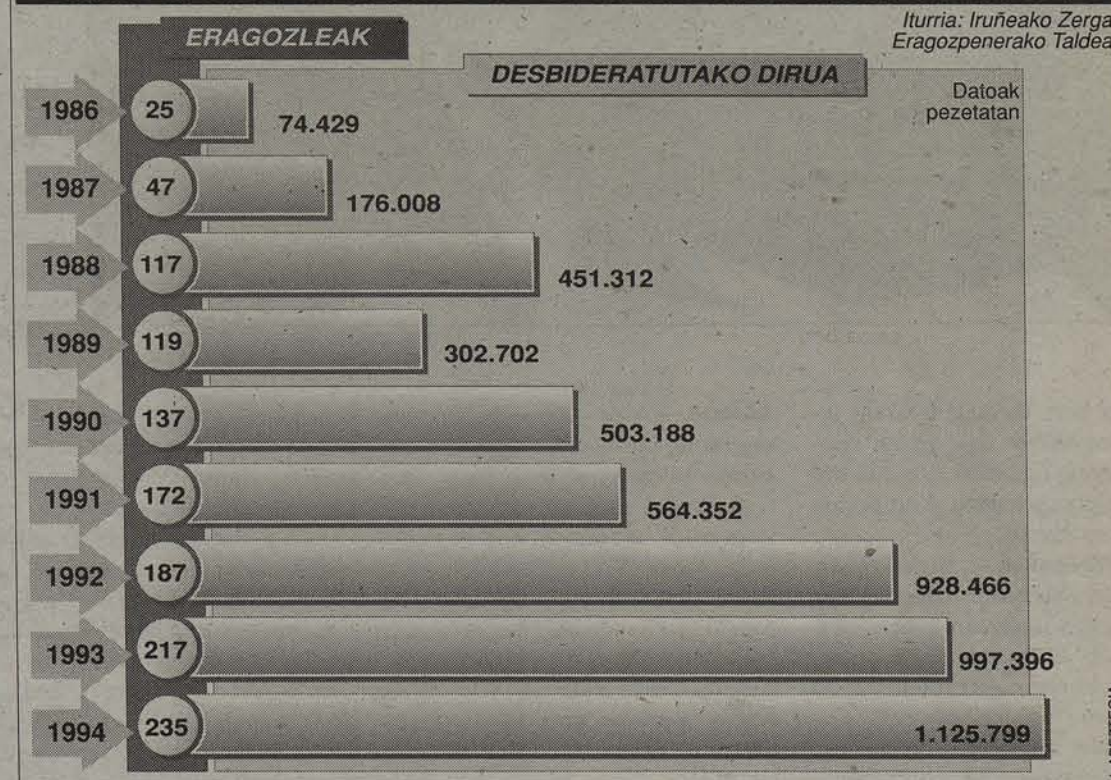 Iturria: Iruñeako Zerga
Eragozpenerako Taldea
ERAGOZLEAK
DESBIDERATUTAKO DIRUA
Datoak
pezetatan
1986 25 74.429
1987 47 176.008
1988 117 451.312
1989 119 302.702
1990 137 503.188
1991 172 564.352
1992 187 928.466
1993 217 997.396
1994 235 1.125.799